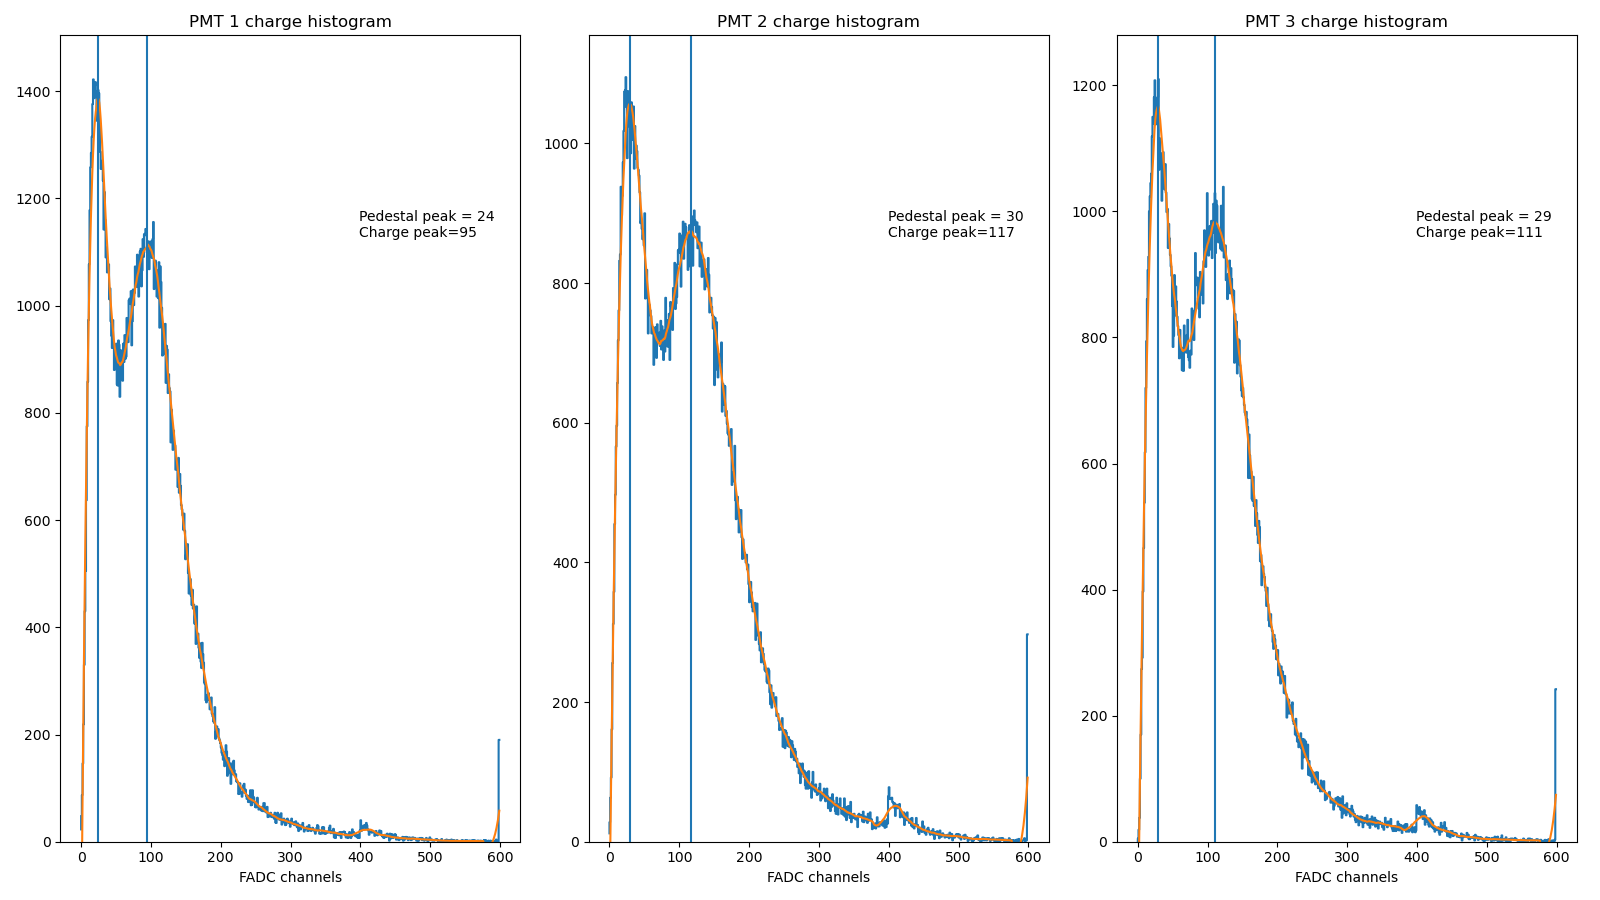 PMT 1 charge histogram
1400
1200
1000
800
600
400
200
0
Pedestal peak = 24
Charge peak=95
0 100 200 300 400 500 600
FADC channels
PMT 2 charge histogram
1000
800
600
400
200
0
Pedestal peak = 30
Charge peak=117
0 100 200 300 400 500 600
FADC channels
PMT 3 charge histogram
1200
1000
800
600
400
200
0
Pedestal peak = 29
Charge peak=111
0 100 200 300 400 500 600
FADC channels